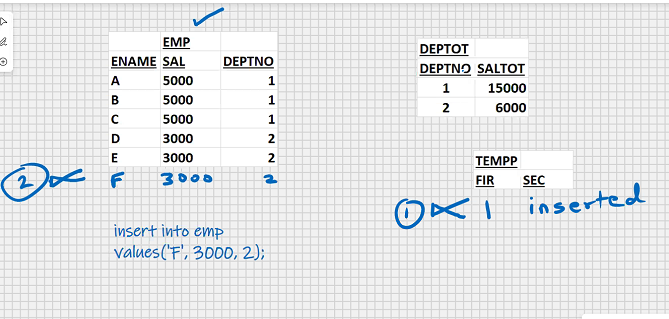 EMP
ENAME SAL DEPTNO
A 5000 1
B 5000 1
C 5000 1
D 3000 2
E 3000 2
2 F 3000 2
insert into emp
values('F', 3000, 2);
DEPTOT
DEPTNO SALTOT
1 15000
2 6000
TEMPP
FIR SEC
1 1 inserted